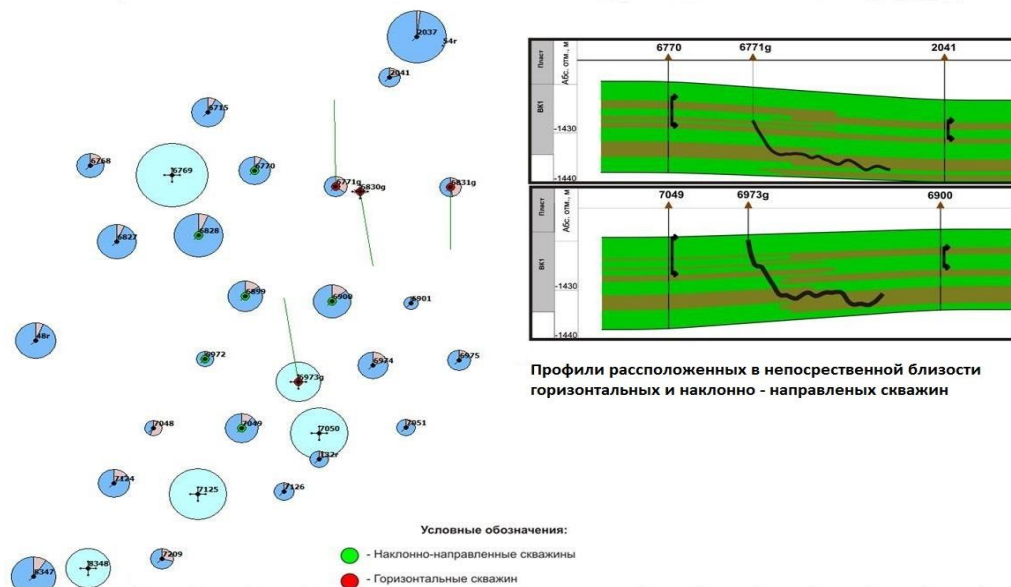 2037
54r
2041
6715
6768
6769
6770
6771g
6830g
6831g
6827
6828
6899
6900
6901
48r
6972
6973g
6974
6975
7048
7049
7050
7051
132r
7124
7125
7126
8347
8348
7209
Условные обозначения:
- Наклонно-направленные скважины
- Горизонтальные скважин
Пласт
Абс. отм., м
6770
6771g
2041
ВК1
-1430
-1440
Пласт
Абс. отм., м
7049
6973g
6900
ВК1
-1430
-1440
Профили рассположенных в непосрественной близости
горизонтальных и наклонно - направленых скважин